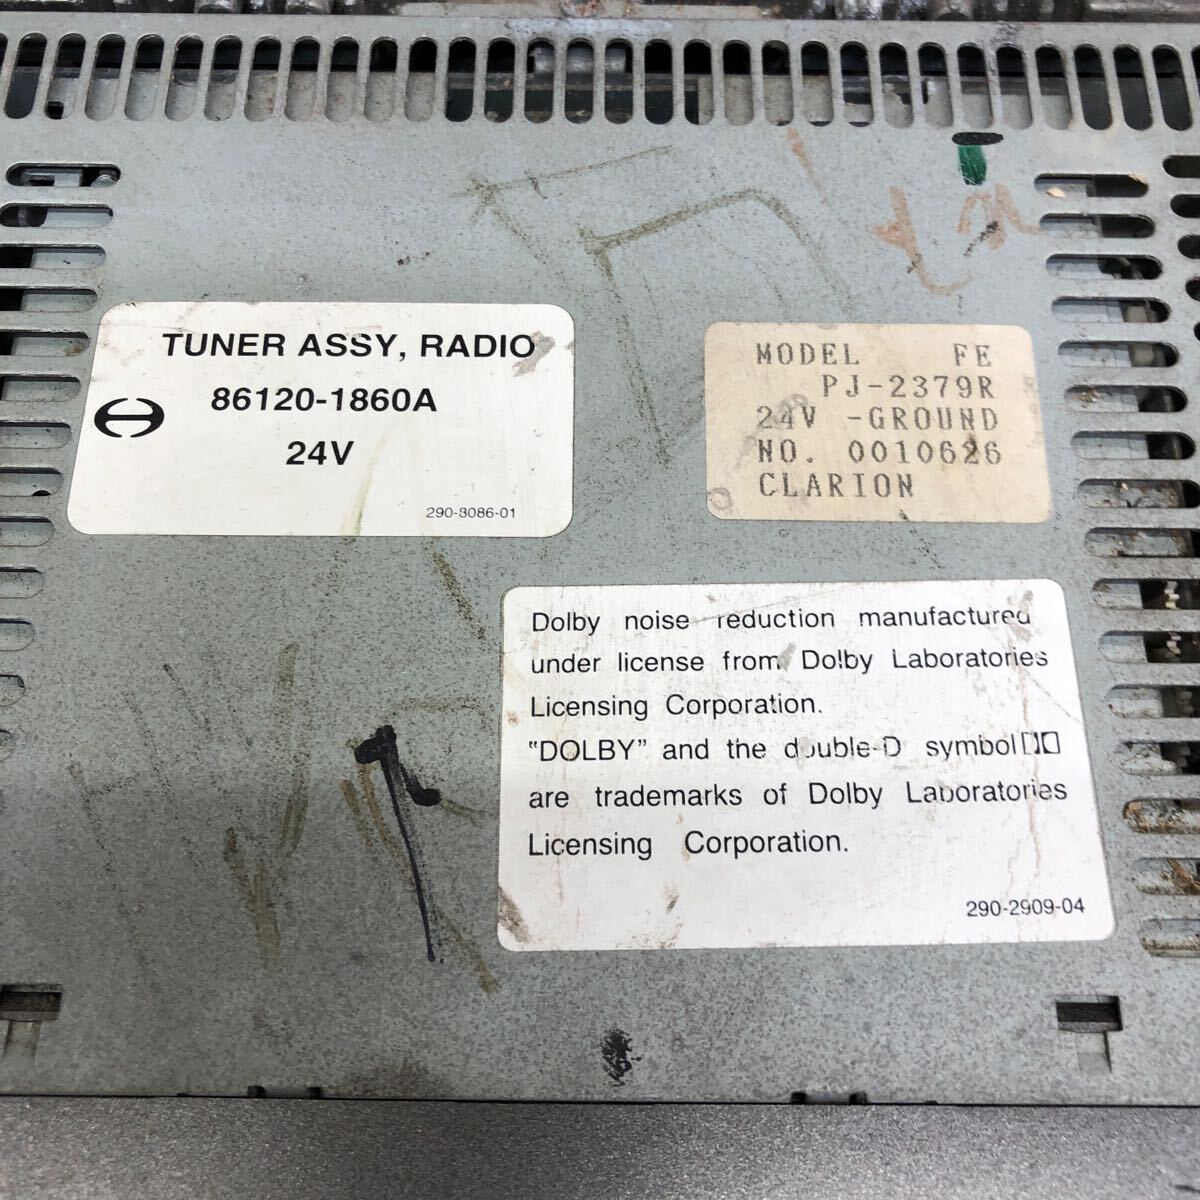 TUNER ASSY, RADIO
86120-1860A
24V
290-8086-01
MODEL FE
PJ-2379R
24V -GROUND
NO. 0010626
CLARION
Dolby noise reduction manufactured
under license from Dolby Laboratories
Licensing Corporation.
"DOLBY" and the double-D symbol
are trademarks of Dolby Laboratories
Licensing Corporation.
290-2909-04